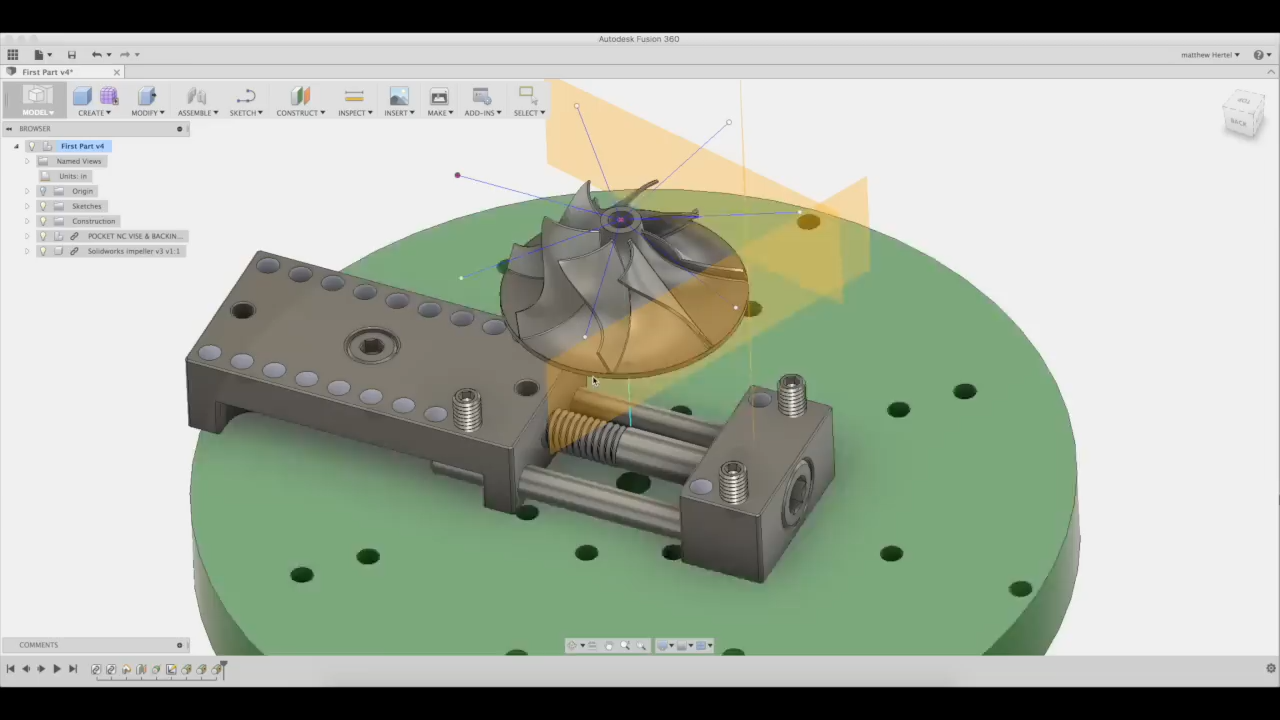 Autodesk Fusion 360
matthew Hertel
First Part v4*
MODEL CREATE MODIFY ASSEMBLE SKETCH CONSTRUCT INSPECT INSERT MAKE ADD-INS SELECT
BROWSER
First Part v4
Named Views
Units: in
Origin
Sketches
Construction
POCKET NC VISE & BACKIN...
Solidworks impeller v3 v1:1
BACK
COMMENTS